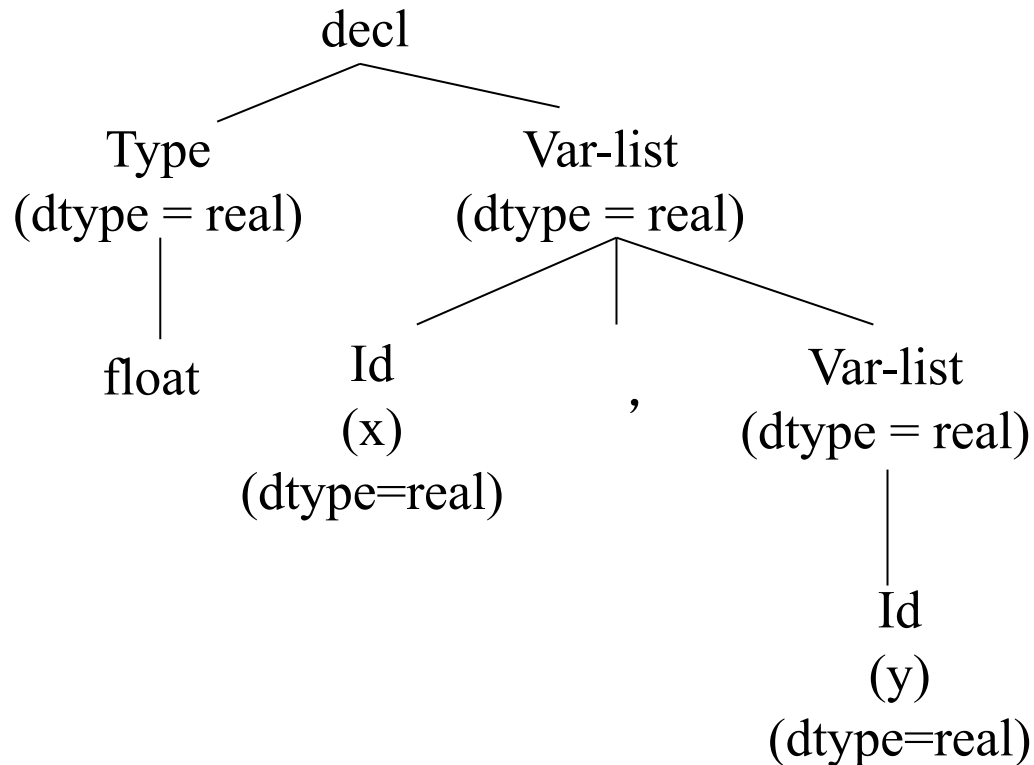 decl
Type
Var-list
(dtype = real)
(dtype = real)
float
Id
(x)
(dtype=real)
,
Var-list
(dtype = real)
Id
(y)
(dtype=real)